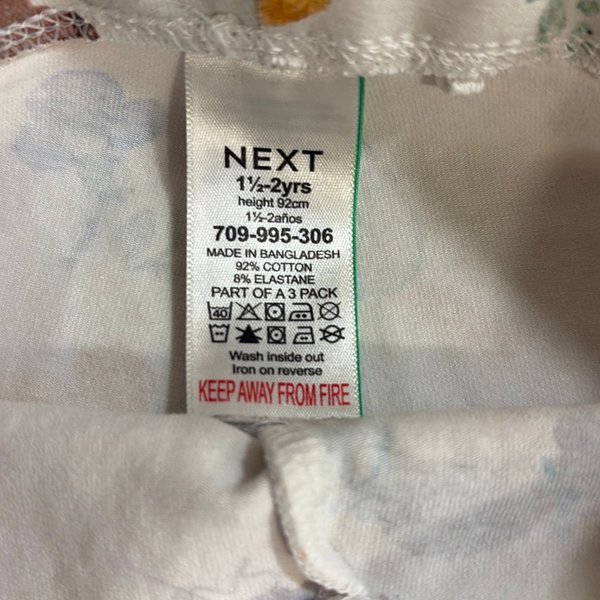 NEXT
1½-2yrs
height 92cm
1½-2años
709-995-306
MADE IN BANGLADESH
92% COTTON
8% ELASTANE
PART OF A 3 PACK
40
Wash inside out
Iron on reverse
KEEP AWAY FROM FIRE